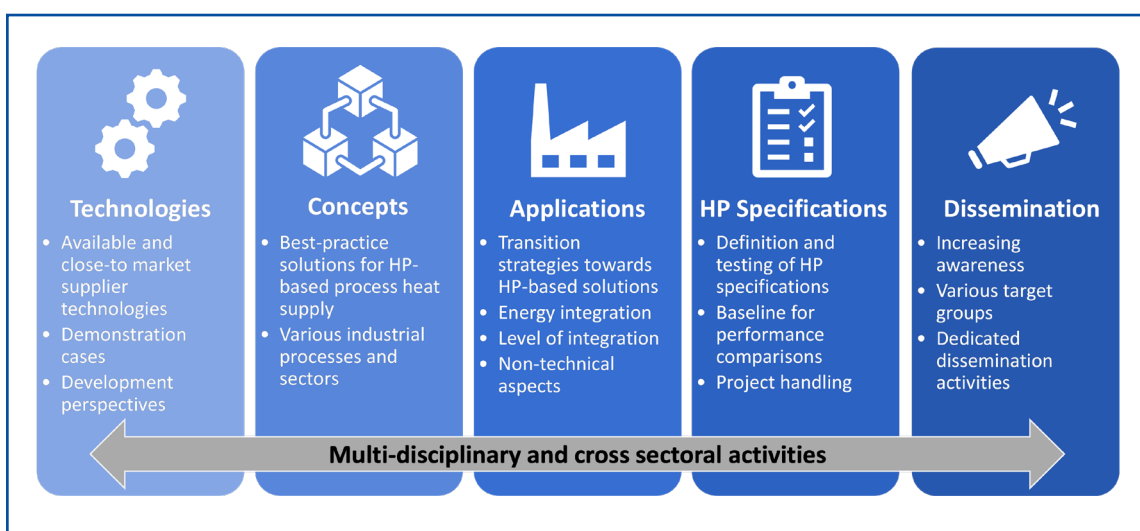 Technologies
• Available and
close-to market
supplier
technologies
• Demonstration
cases
• Development
perspectives
Concepts
• Best-practice
solutions for HP-
based process heat
supply
• Various industrial
processes and
sectors
Applications
• Transition
strategies towards
HP-based solutions
• Energy integration
• Level of integration
• Non-technical
aspects
HP Specifications
• Definition and
testing of HP
specifications
• Baseline for
performance
comparisons
• Project handling
Dissemination
• Increasing
awareness
• Various target
groups
• Dedicated
dissemination
activities
Multi-disciplinary and cross sectoral activities